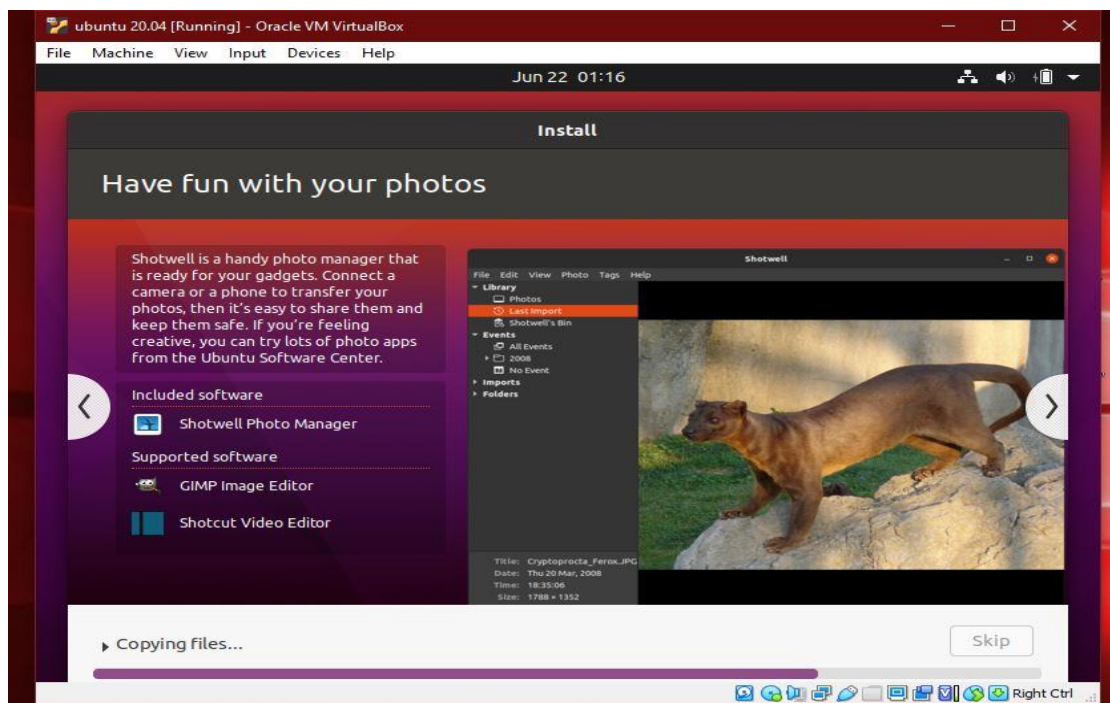 ubuntu 20.04 [Running] - Oracle VM VirtualBox
File Machine View Input Devices Help
Jun 22 01:16
Install
Have fun with your photos
Shotwell is a handy photo manager that
is ready for your gadgets. Connect a
camera or a phone to transfer your
photos, then it's easy to share them and
keep them safe. If you're feeling
creative, you can try lots of photo apps
from the Ubuntu Software Center.
Included software
Shotwell Photo Manager
Supported software
GIMP Image Editor
Shotcut Video Editor
Shotwell
File Edit View Photo Tags Help
Library
Photos
Last Import
Shotwell's Bin
Events
All Events
2008
No Event
Imports
Folders
Title: Cryptoprocta_Ferox.JPG
Date: Thu 20 Mar, 2008
Time: 18:35:06
Size: 1788 × 1352
Copying files...
Skip
Right Ctrl